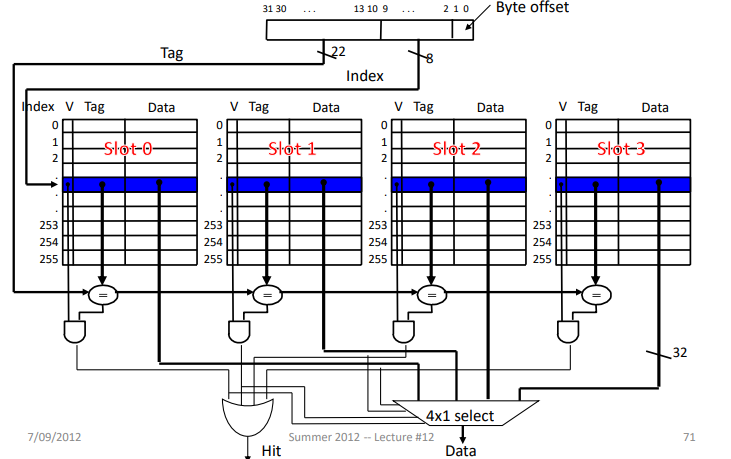 31 30 . . . 13 10 9 . . . 2 1 0 Byte offset
22
8
Tag
Index
Index V Tag Data V Tag Data V Tag Data V Tag Data
0 0 0 0
1 Slot 0 1 Slot 1 1 Slot 2 1 Slot 3
2 2 2 2
. . . .
. . . .
. . . .
253 253 253 253
254 254 254 254
255 255 255 255
= = = =
32
4x1 select
7/09/2012 Summer 2012 -- Lecture #12 71
Hit Data